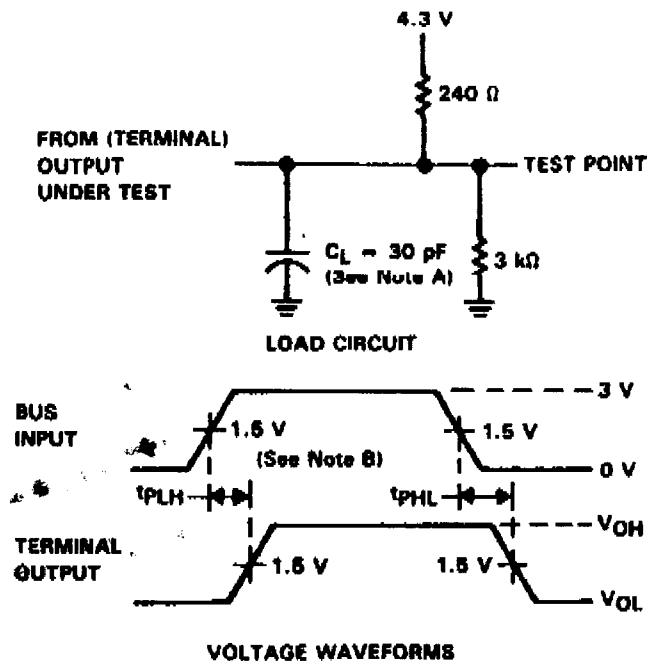 4.3 V
240 Ω
FROM (TERMINAL)
OUTPUT
UNDER TEST
TEST POINT
CL = 30 pF
(See Note A)
3 kΩ
LOAD CIRCUIT
BUS
INPUT
3 V
1.5 V
1.5 V
(See Note B)
0 V
tPLH
tPHL
TERMINAL
OUTPUT
VOH
1.5 V
1.5 V
VOL
VOLTAGE WAVEFORMS